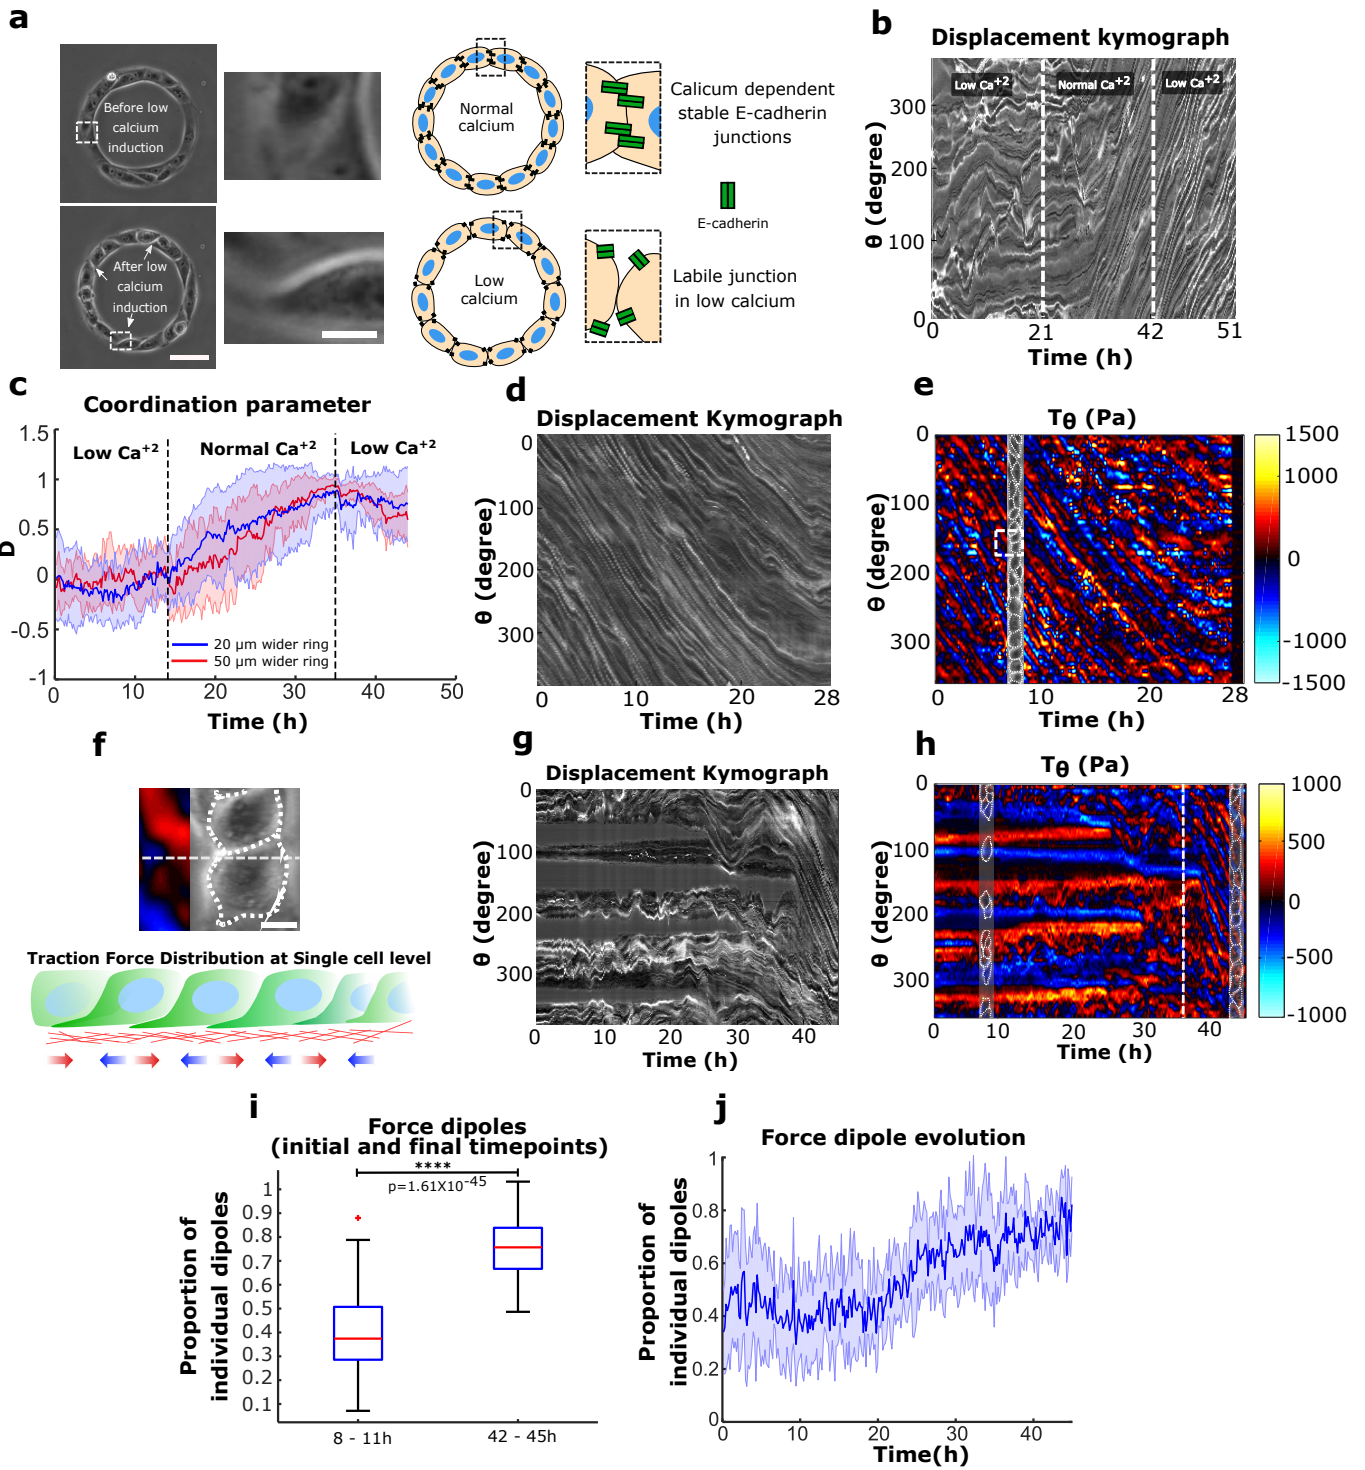 a
Before low
calcium
induction
After low
calcium
induction
Normal
calcium
Low
calcium
Calicum dependent
stable E-cadherin
junctions
E-cadherin
Labile junction
in low calcium
b
Displacement kymograph
Low Ca+2
Normal Ca+2
Low Ca+2
θ (degree)
300
200
100
0
0
21
42
51
Time (h)
c
Coordination parameter
Low Ca+2
Normal Ca+2
Low Ca+2
D
1.5
1
0.5
0
-0.5
-1
20 µm wider ring
50 µm wider ring
0
10
20
30
40
50
Time (h)
d
Displacement Kymograph
θ (degree)
0
100
200
300
0
10
20
28
Time (h)
e
Tθ (Pa)
Θ (degree)
0
100
200
300
0
10
20
28
Time (h)
1500
1000
0
-1000
-1500
f
Traction Force Distribution at Single cell level
g
Displacement Kymograph
θ (degree)
0
100
200
300
0
10
20
30
40
Time (h)
h
Tθ (Pa)
Θ (degree)
0
100
200
300
0
10
20
30
40
Time (h)
1000
500
0
-500
-1000
i
Force dipoles
(initial and final timepoints)
****
p=1.61X10-45
Proportion of
individual dipoles
1
0.9
0.8
0.7
0.6
0.5
0.4
0.3
0.2
0.1
8 - 11h
42 - 45h
j
Force dipole evolution
Proportion of
individual dipoles
1
0.8
0.6
0.4
0.2
0
0
10
20
30
40
Time(h)